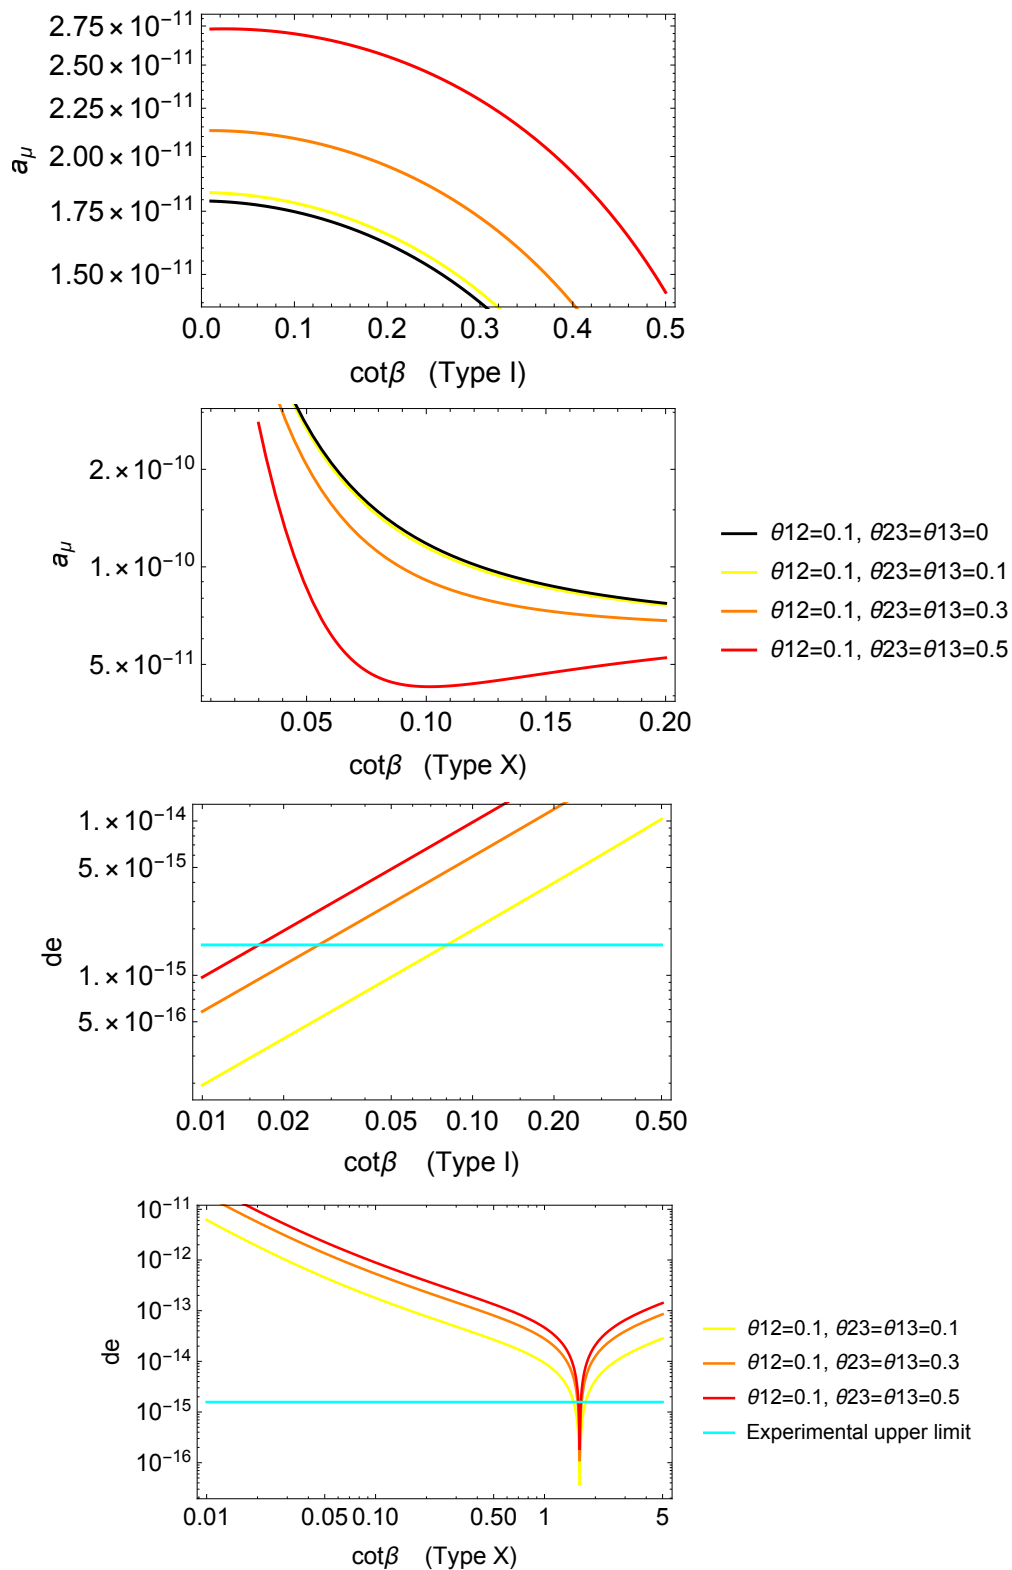 2.75×10−11
2.50×10−11
2.25×10−11
2.00×10−11
1.75×10−11
1.50×10−11
aμ
0.0 0.1 0.2 0.3 0.4 0.5
cotβ (Type I)
2.×10−10
1.×10−10
5.×10−11
aμ
0.05 0.10 0.15 0.20
cotβ (Type X)
θ12=0.1, θ23=θ13=0
θ12=0.1, θ23=θ13=0.1
θ12=0.1, θ23=θ13=0.3
θ12=0.1, θ23=θ13=0.5
1.×10−14
5.×10−15
1.×10−15
5.×10−16
de
0.01 0.02 0.05 0.10 0.20 0.50
cotβ (Type I)
10−11
10−12
10−13
10−14
10−15
10−16
de
0.01 0.05 0.10 0.50 1 5
cotβ (Type X)
θ12=0.1, θ23=θ13=0.1
θ12=0.1, θ23=θ13=0.3
θ12=0.1, θ23=θ13=0.5
Experimental upper limit